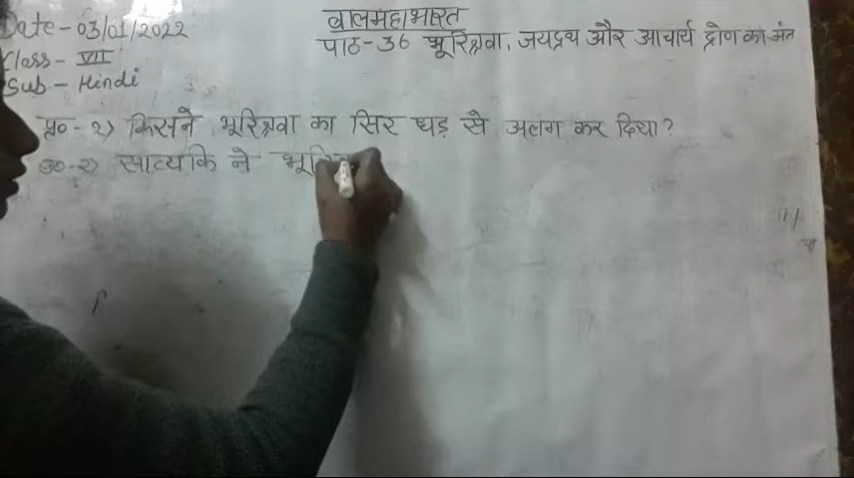 Date - 03/01/2022
Class - VII
Sub - Hindi
बालमहाभारत
पाठ - 36 भूरिश्रवा, जयद्रथ और आचार्य द्रोण का अंत
प्र० - 2) किसने भूरिश्रवा का सिर धड़ से अलग कर दिया?
उ० - 2) सात्यकि ने